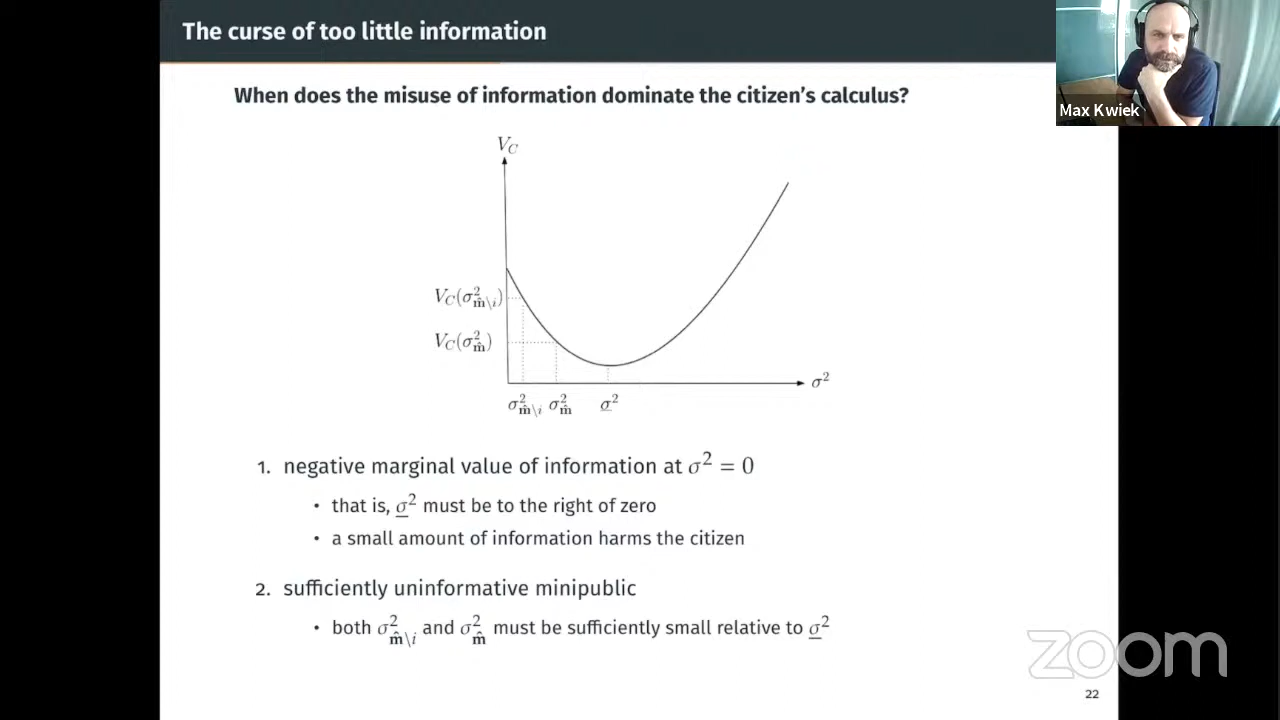 The curse of too little information
Max Kwiek
When does the misuse of information dominate the citizen's calculus?
V_C
V_C(σ²_m̂\i)
V_C(σ²_m̂)
σ²
σ²_m̂\i σ²_m̂ σ̲²
1. negative marginal value of information at σ² = 0
• that is, σ̲² must be to the right of zero
• a small amount of information harms the citizen
2. sufficiently uninformative minipublic
• both σ²_m̂\i and σ²_m̂ must be sufficiently small relative to σ̲²
zoom
22